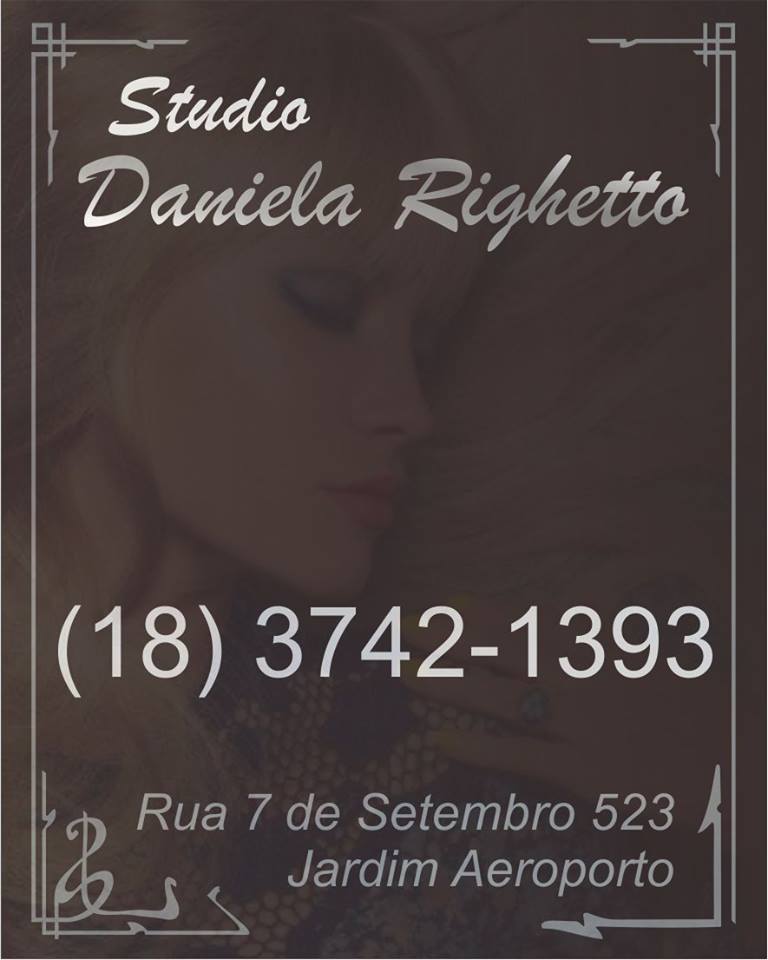 Studio
Daniela Righetto
(18) 3742-1393
Rua 7 de Setembro 523
Jardim Aeroporto